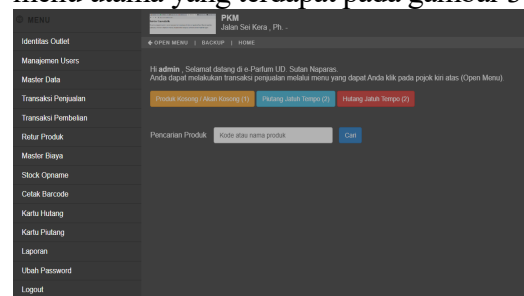 menu utama yang terdapat pada gambar 3
MENU
Identitas Outlet
Manajemen Users
Master Data
Transaksi Penjualan
Transaksi Pembelian
Retur Produk
Master Biaya
Stock Opname
Cetak Barcode
Kartu Hutang
Kartu Piutang
Laporan
Ubah Password
Logout
PKM
Jalan Sei Kera , Ph. -
OPEN MENU | BACKUP | HOME
Hi admin , Selamat datang di e-Parfum UD. Sutan Naparas.
Anda dapat melakukan transaksi penjualan melalui menu yang dapat Anda klik pada pojok kiri atas (Open Menu).
Produk Kosong / Akan Kosong (1) Piutang Jatuh Tempo (2) Hutang Jatuh Tempo (2)
Pencarian Produk Kode atau nama produk Cari